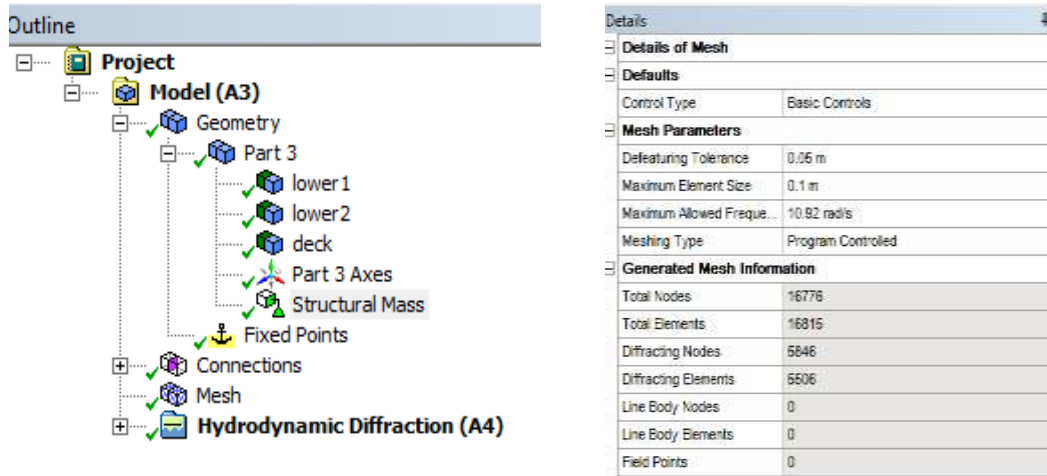 Outline
Project
Model (A3)
Geometry
Part 3
lower1
lower2
deck
Part 3 Axes
Structural Mass
Fixed Points
Connections
Mesh
Hydrodynamic Diffraction (A4)
Details
Details of Mesh
Defaults
Control Type Basic Controls
Mesh Parameters
Defeaturing Tolerance 0.05 m
Maximum Element Size 0.1 m
Maximum Allowed Freque... 10.92 rad/s
Meshing Type Program Controlled
Generated Mesh Information
Total Nodes 16776
Total Elements 16815
Diffracting Nodes 5846
Diffracting Elements 5506
Line Body Nodes 0
Line Body Elements 0
Field Points 0